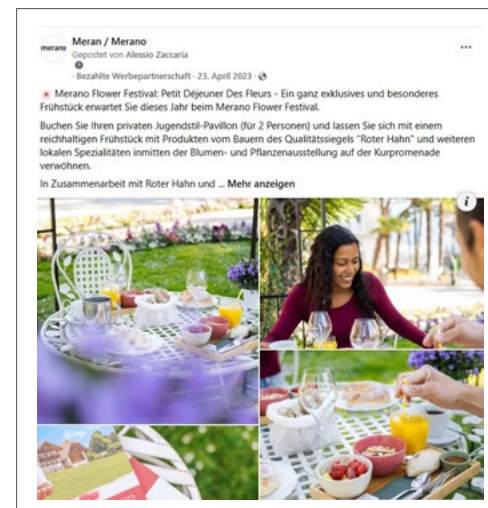 merano
Meran / Merano
Gepostet von Alessio Zaccaria
· Bezahlte Werbepartnerschaft · 23. April 2023 ·
Merano Flower Festival: Petit Déjeuner Des Fleurs - Ein ganz exklusives und besonderes
Frühstück erwartet Sie dieses Jahr beim Merano Flower Festival.
Buchen Sie Ihren privaten Jugendstil-Pavillon (für 2 Personen) und lassen Sie sich mit einem
reichhaltigen Frühstück mit Produkten vom Bauern des Qualitätssiegels "Roter Hahn" und weiteren
lokalen Spezialitäten inmitten der Blumen- und Pflanzenausstellung auf der Kurpromenade
verwöhnen.
In Zusammenarbeit mit Roter Hahn und ... Mehr anzeigen
i